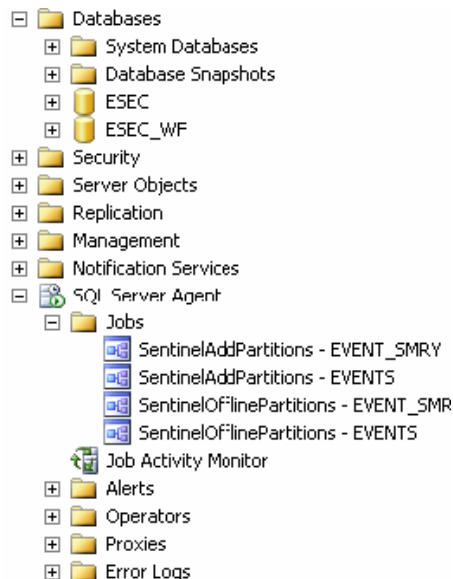 Databases
System Databases
Database Snapshots
ESEC
ESEC_WF
Security
Server Objects
Replication
Management
Notification Services
SQL Server Agent
Jobs
SentinelAddPartitions - EVENT_SMRY
SentinelAddPartitions - EVENTS
SentinelOfflinePartitions - EVENT_SMR
SentinelOfflinePartitions - EVENTS
Job Activity Monitor
Alerts
Operators
Proxies
Error Logs